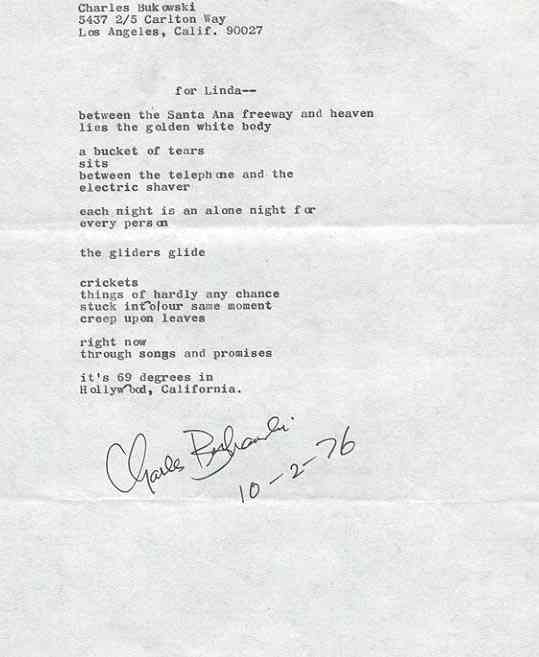 Charles Bukowski
5437 2/5 Carlton Way
Los Angeles, Calif. 90027
for Linda--
between the Santa Ana freeway and heaven
lies the golden white body
a bucket of tears
sits
between the telephone and the
electric shaver
each night is an alone night for
every person
the gliders glide
crickets
things of hardly any chance
stuck into our same moment
creep upon leaves
right now
through songs and promises
it's 69 degrees in
Hollywood, California.
Charles Bukowski
10-2-76